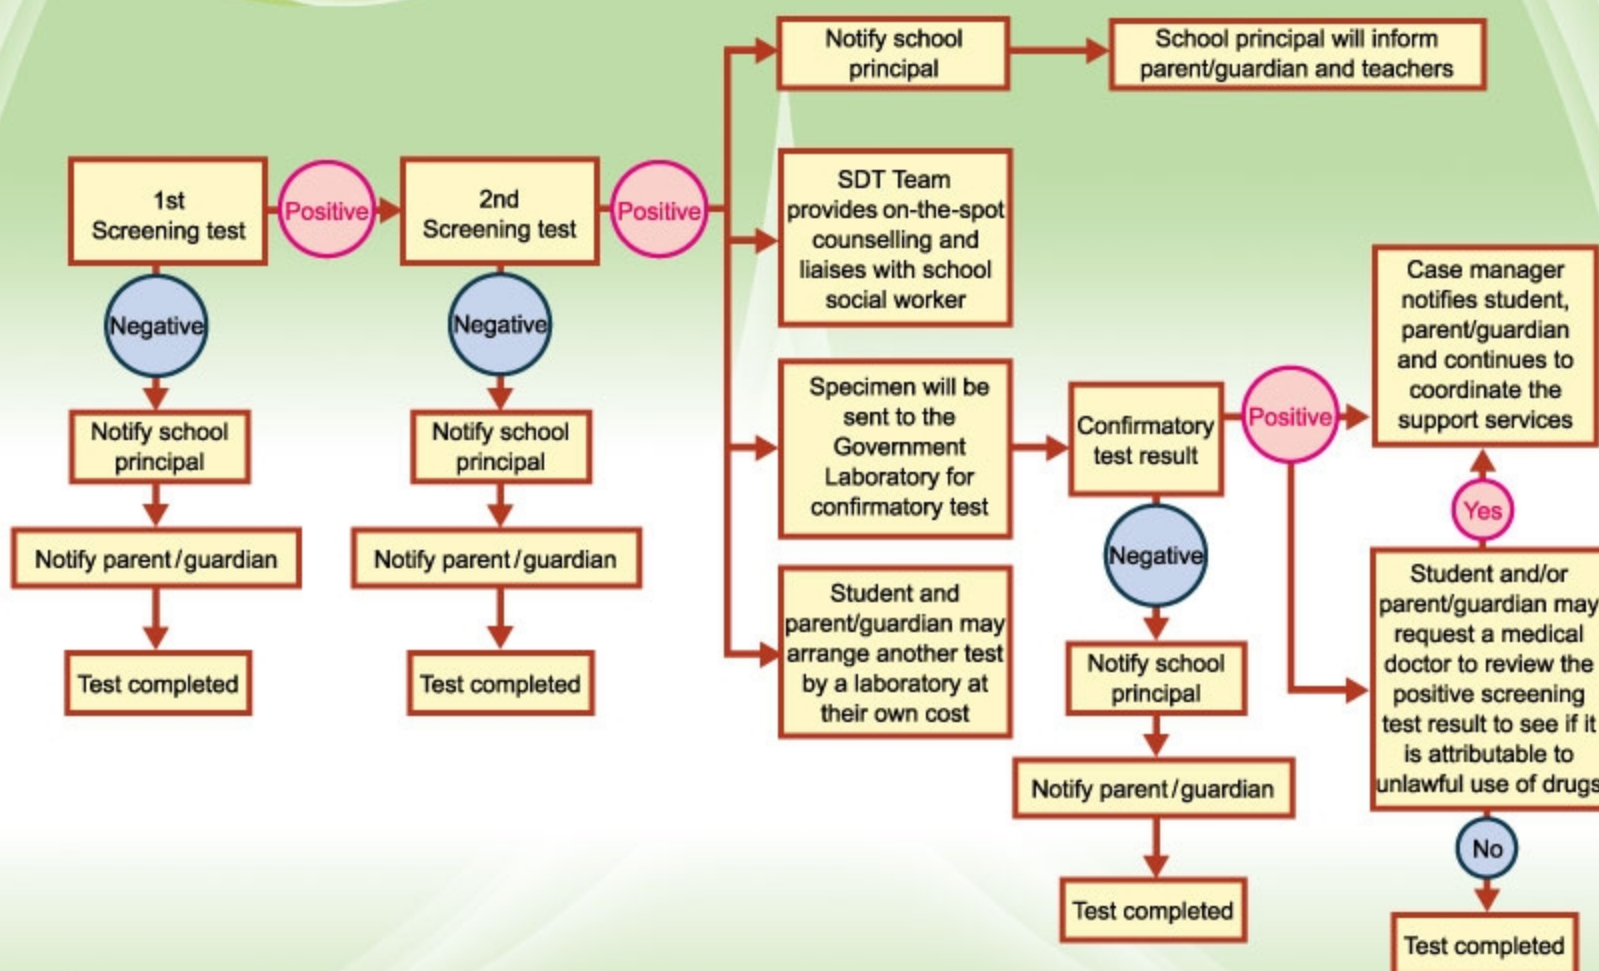 1st
Screening test
Positive
2nd
Screening test
Positive
Negative
Notify school
principal
Notify parent/guardian
Test completed
Negative
Notify school
principal
Notify parent/guardian
Test completed
Notify school
principal
School principal will inform
parent/guardian and teachers
SDT Team
provides on-the-spot
counselling and
liaises with school
social worker
Specimen will be
sent to the
Government
Laboratory for
confirmatory test
Student and
parent/guardian may
arrange another test
by a laboratory at
their own cost
Confirmatory
test result
Positive
Negative
Notify school
principal
Notify parent/guardian
Test completed
Case manager
notifies student,
parent/guardian
and continues to
coordinate the
support services
Yes
Student and/or
parent/guardian may
request a medical
doctor to review the
positive screening
test result to see if it
is attributable to
unlawful use of drugs
No
Test completed